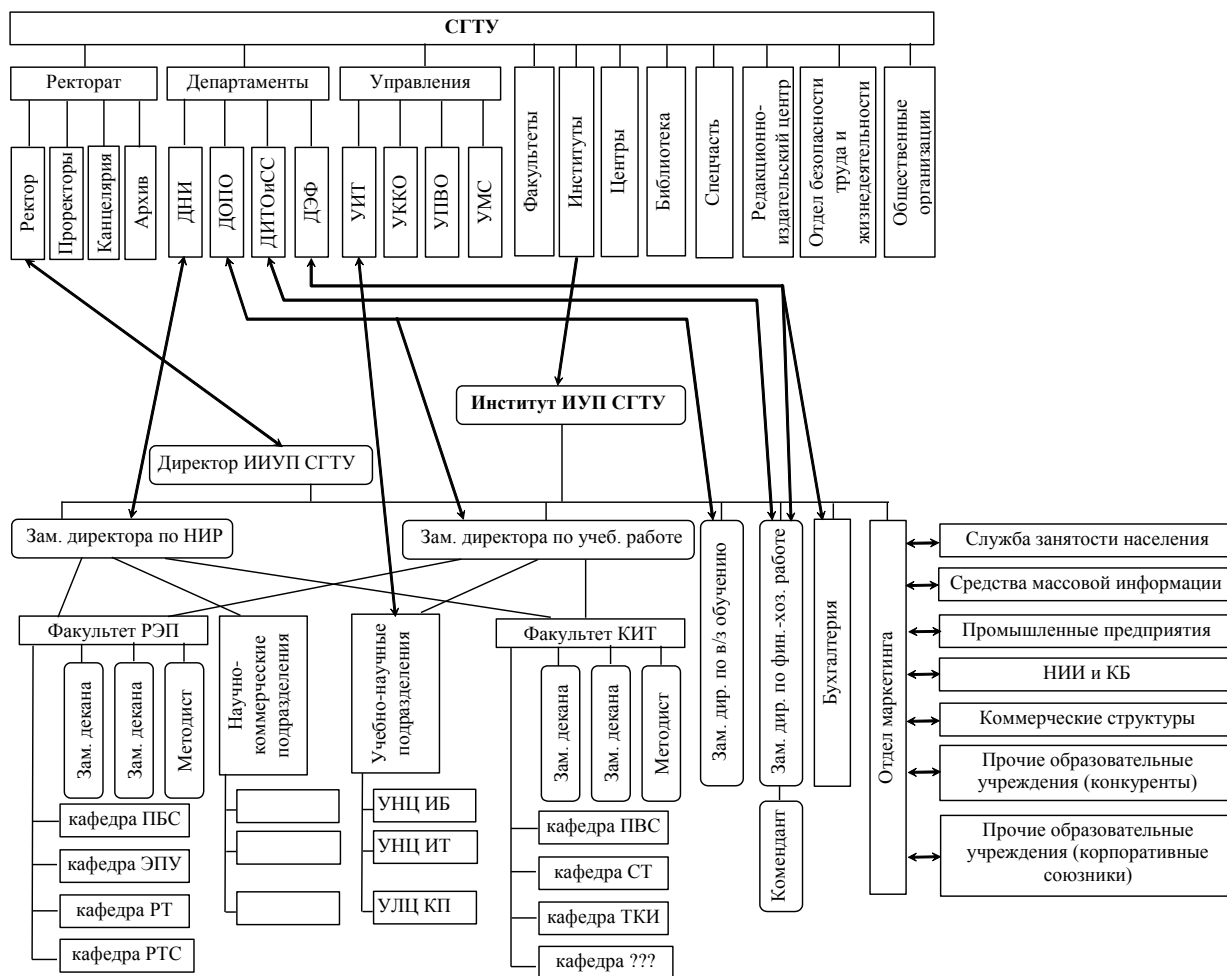 СГТУ
Ректорат
Департаменты
Управления
Факультеты
Институты
Центры
Библиотека
Спецчасть
Редакционно-
издательский центр
Отдел безопасности
труда и
жизнедеятельности
Общественные
организации
Ректор
Проректоры
Канцелярия
Архив
ДНИ
ДОПО
ДИТОиСС
ДЭФ
УИТ
УККО
УПВО
УМС
Институт ИУП СГТУ
Директор ИИУП СГТУ
Зам. директора по НИР
Зам. директора по учеб. работе
Зам. дир. по в/з обучению
Зам. дир. по фин.-хоз. работе
Бухгалтерия
Отдел маркетинга
Служба занятости населения
Средства массовой информации
Промышленные предприятия
НИИ и КБ
Коммерческие структуры
Прочие образовательные
учреждения (конкуренты)
Прочие образовательные
учреждения (корпоративные
союзники)
Факультет РЭП
Зам. декана
Зам. декана
Методист
Научно-
коммерческие
подразделения
Учебно-научные
подразделения
Факультет КИТ
Зам. декана
Зам. декана
Методист
Комендант
кафедра ПБС
кафедра ЭПУ
кафедра РТ
кафедра РТС
УНЦ ИБ
УНЦ ИТ
УЛЦ КП
кафедра ПВС
кафедра СТ
кафедра ТКИ
кафедра ???